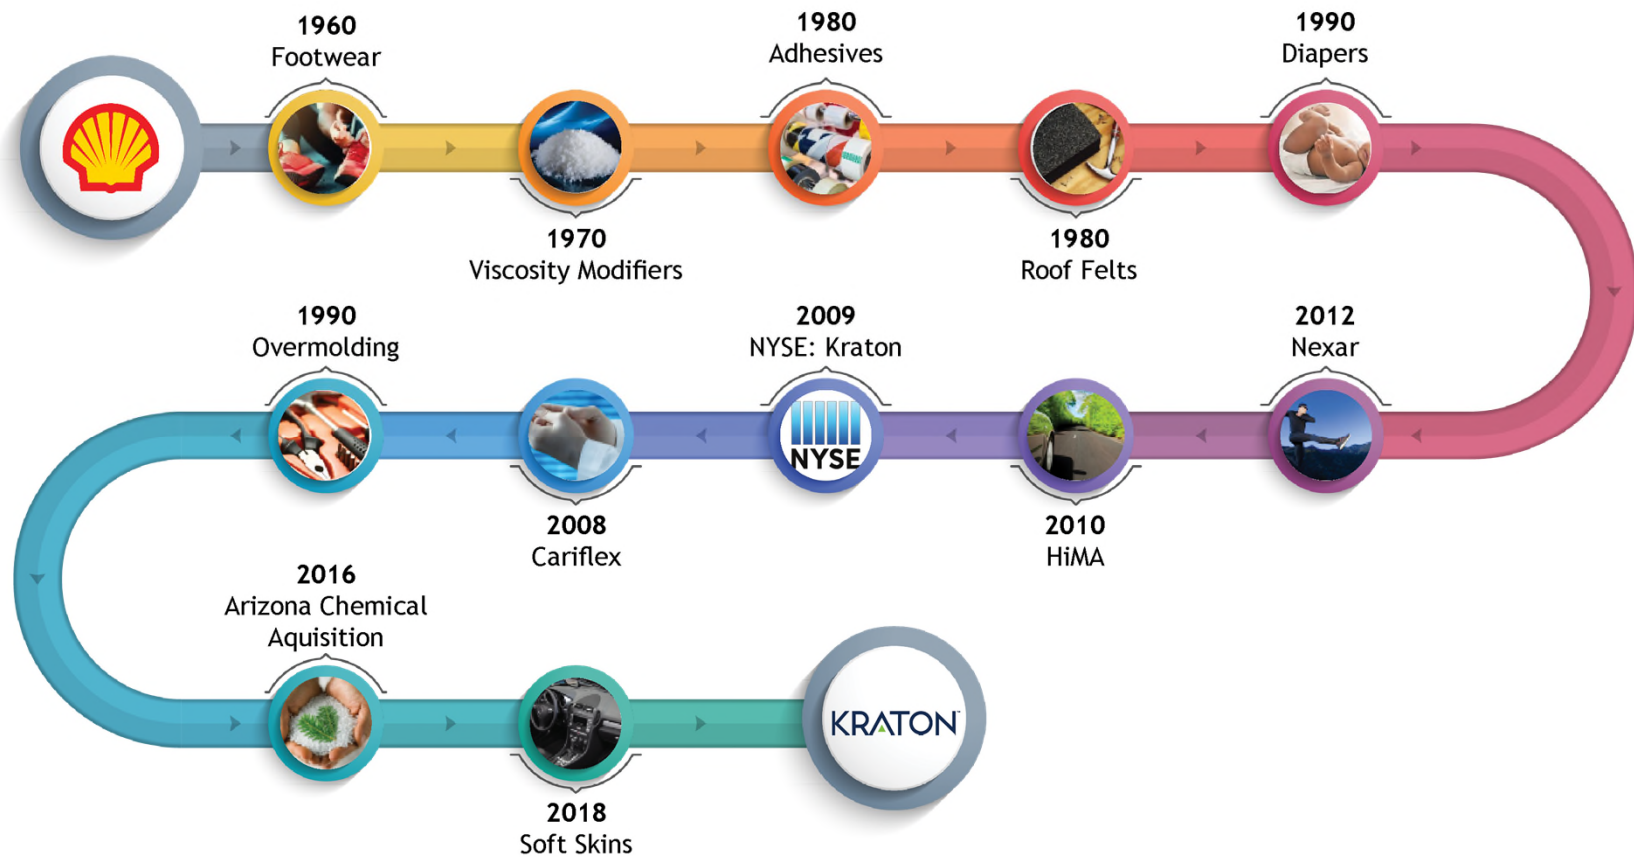 1960
Footwear
1980
Adhesives
1990
Diapers
1970
Viscosity Modifiers
1980
Roof Felts
1990
Overmolding
2009
NYSE: Kraton
2012
Nexar
NYSE
2008
Cariflex
2010
HiMA
2016
Arizona Chemical
Aquisition
KRATON™
2018
Soft Skins